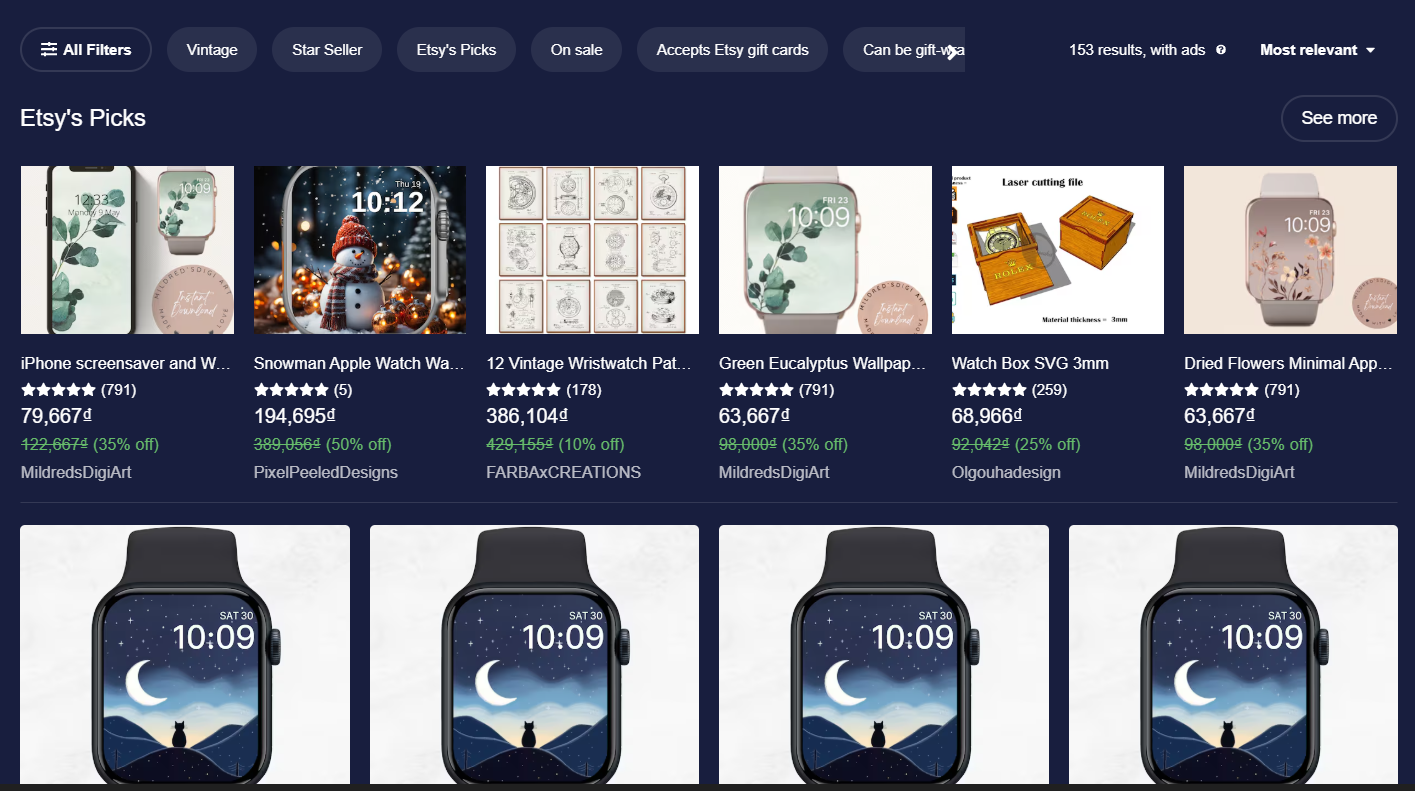 All Filters
Vintage
Star Seller
Etsy's Picks
On sale
Accepts Etsy gift cards
Can be gift-wra
153 results, with ads
Most relevant
Etsy's Picks
See more
12:33
Monday 9 May
10:09
MILDRED'S DIGI ART
Instant
Download
Thu 19
10:12
FRI 23
10:09
MILDRED'S DIGI ART
Instant
Download
Laser cutting file
ROLEX
ROLEX
Material thickness = 3mm
FRI 23
10:09
Instant
Download
iPhone screensaver and W...
Snowman Apple Watch Wa...
12 Vintage Wristwatch Pat...
Green Eucalyptus Wallpap...
Watch Box SVG 3mm
Dried Flowers Minimal App...
(791)
(5)
(178)
(791)
(259)
(791)
79,667₫
194,695₫
386,104₫
63,667₫
68,966₫
63,667₫
122,667₫ (35% off)
389,056₫ (50% off)
429,155₫ (10% off)
98,000₫ (35% off)
92,042₫ (25% off)
98,000₫ (35% off)
MildredsDigiArt
PixelPeeledDesigns
FARBAxCREATIONS
MildredsDigiArt
Olgouhadesign
MildredsDigiArt
SAT 30
10:09
SAT 30
10:09
SAT 30
10:09
SAT 30
10:09